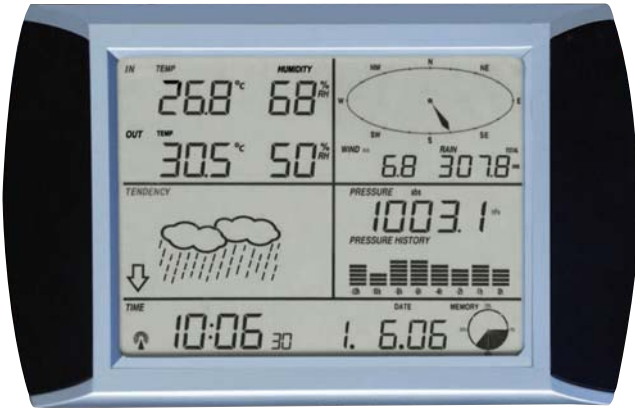 IN TEMP HUMIDITY
26.8 °C 68 % RH
OUT TEMP
30.5 °C 50 % RH
N
NW NE
W E
SW SE
S
WIND RAIN TOTAL
6.8 307.8
TENDENCY
PRESSURE abs
1003.1
PRESSURE HISTORY
TIME DATE MEMORY
10:06 30 1. 6.06